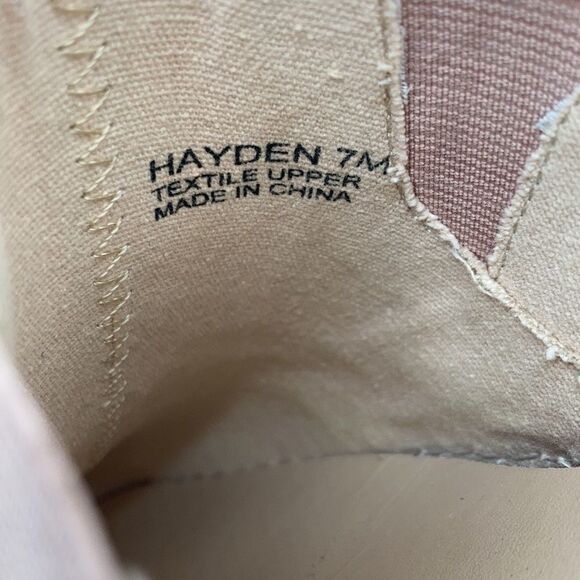 HAYDEN 7M
TEXTILE UPPER
MADE IN CHINA